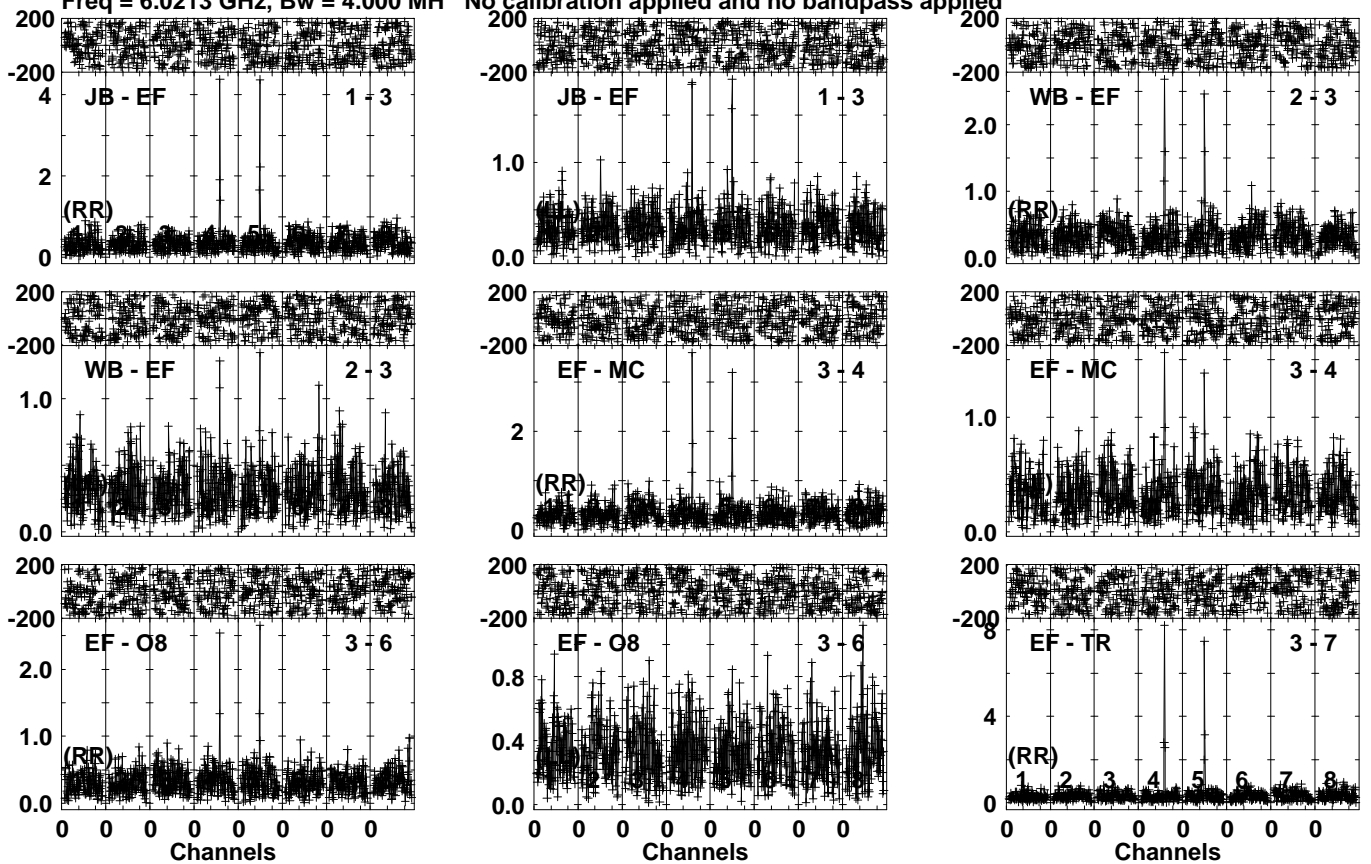 Freq = 6.0213 GHz, Bw = 4.000 MH No calibration applied and no bandpass applied
200 200 200
-200 -200 -200
JB - EF 1 - 3 JB - EF 1 - 3 WB - EF 2 - 3
4
2.0
2 1.0 1.0
(RR) (RR)
0 0.0 0.0
200 200 200
-200 -200 -200
WB - EF 2 - 3 EF - MC 3 - 4 EF - MC 3 - 4
1.0 2 1.0
(RR)
0.0 0 0.0
200 200 200
-200 -200 -200
EF - O8 3 - 6 EF - O8 3 - 6 EF - TR 3 - 7
8
2.0 0.8
1.0 0.4 4
(RR) (RR)
1 2 3 4 5 6 7 8
0.0 0.0 0
0 0 0 0 0 0 0 0 0 0 0 0 0 0 0 0 0 0 0 0 0 0 0 0
Channels Channels Channels